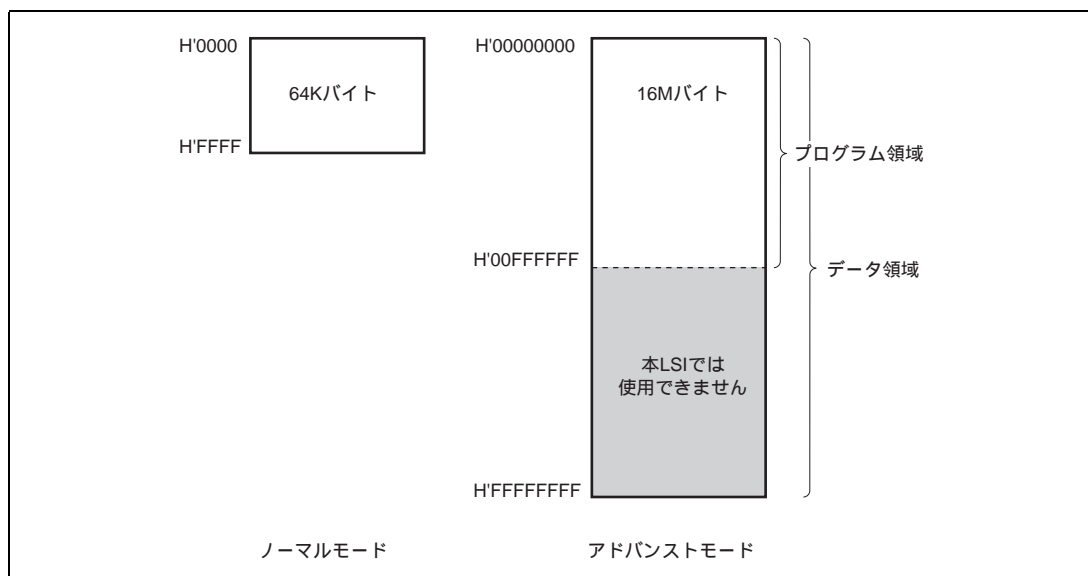 H'0000
64Kバイト
H'FFFF
ノーマルモード
H'00000000
16Mバイト
プログラム領域
H'00FFFFFF
データ領域
本LSIでは
使用できません
H'FFFFFFFF
アドバンストモード